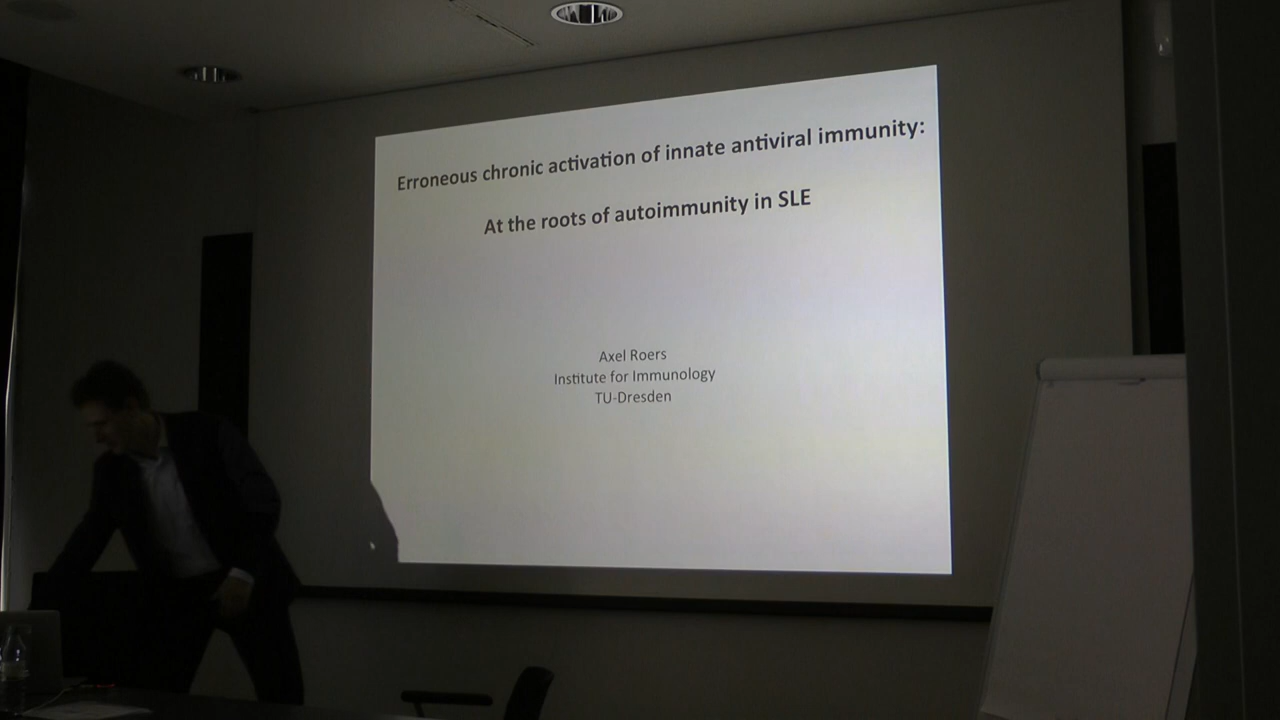 Erroneous chronic activation of innate antiviral immunity:
At the roots of autoimmunity in SLE
Axel Roers
Institute for Immunology
TU-Dresden